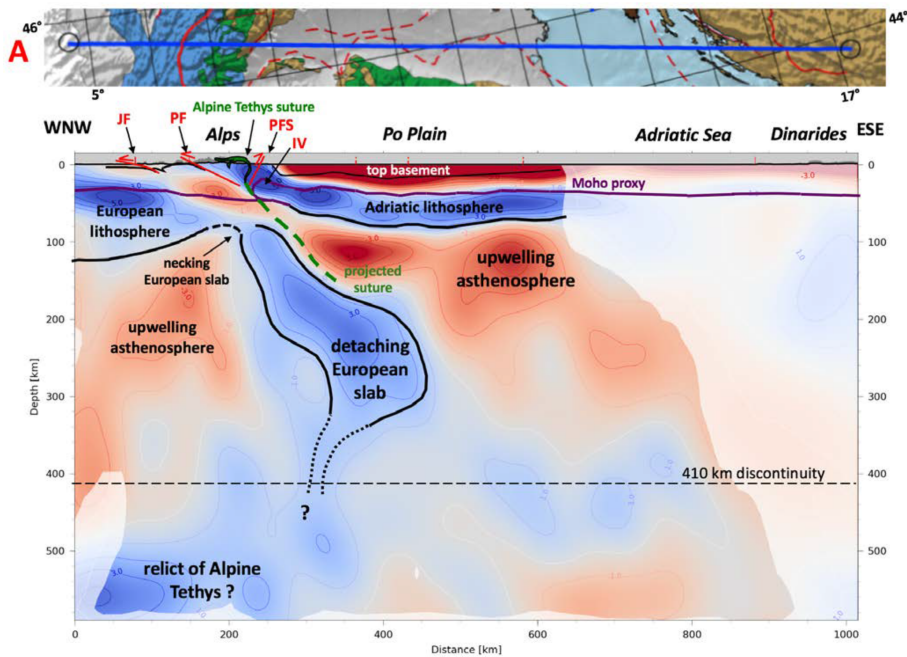 46°
44°
A
5°
17°
Alpine Tethys suture
WNW
JF
PF
Alps
PFS
IV
Po Plain
Adriatic Sea
Dinarides
ESE
0
top basement
-3.0
0
Moho proxy
European
lithosphere
Adriatic lithosphere
100
necking
European slab
projected
suture
upwelling
asthenosphere
100
upwelling
asthenosphere
3.0
200
200
detaching
European
slab
Depth [km]
300
300
400
410 km discontinuity
400
?
500
500
relict of Alpine
Tethys ?
3.0
0
200
400
600
800
1000
Distance [km]